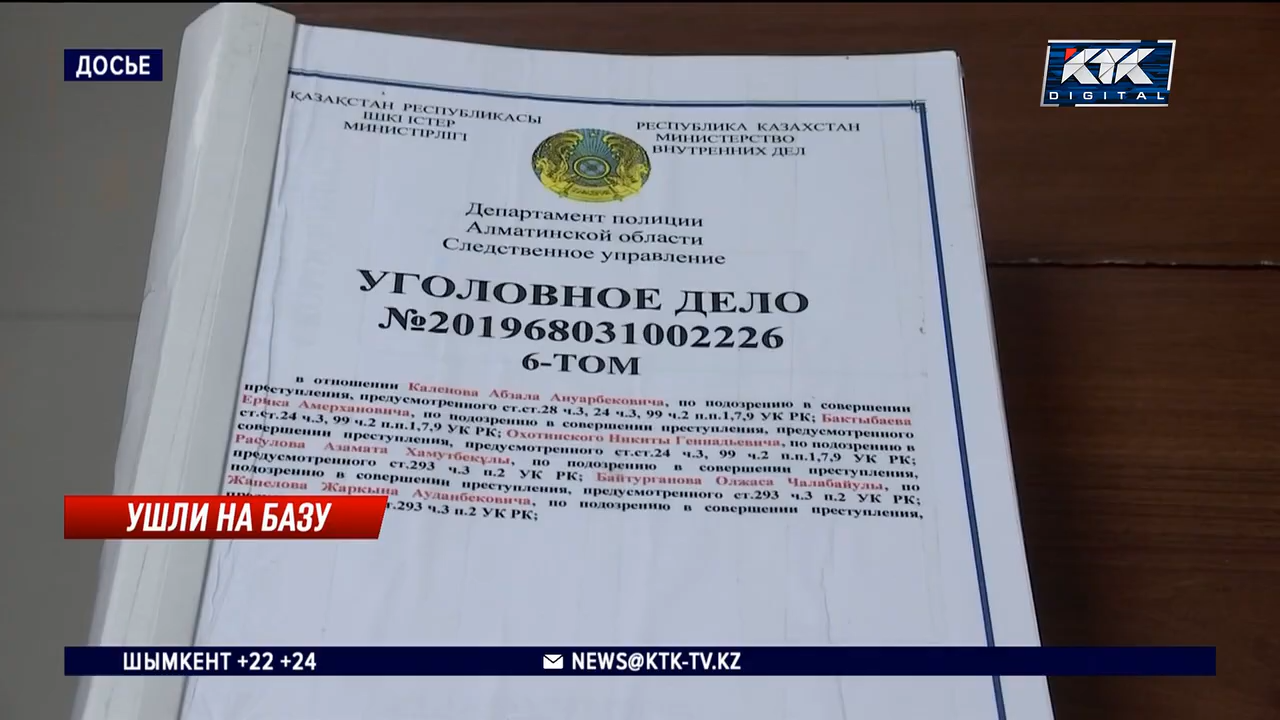 ДОСЬЕ
КТК
DIGITAL
ҚАЗАҚСТАН РЕСПУБЛИКАСЫ
ІШКІ ІСТЕР
МИНИСТІРЛІГІ
РЕСПУБЛИКА КАЗАХСТАН
МИНИСТЕРСТВО
ВНУТРЕННИХ ДЕЛ
Департамент полиции
Алматинской области
Следственное управление
УГОЛОВНОЕ ДЕЛО
№201968031002226
6-ТОМ
в отношении Каленова Абзала Ануарбековича, по подозрению в совершении
преступления, предусмотренного ст.ст.28 ч.3, 24 ч.3, 99 ч.2 п.п.1,7,9 УК РК; Бактыбаева
Ерика Амерхановича, по подозрению в совершении преступления, предусмотренного
ст.ст.24 ч.3, 99 ч.2 п.п.1,7,9 УК РК; Охотинского Никиты Геннадьевича, по подозрению в
совершении преступления, предусмотренного ст.ст.24 ч.3, 99 ч.2 п.п.1,7,9 УК РК;
Расулова Азамата Хамутбекұлы, по подозрению в совершении преступления,
предусмотренного ст.293 ч.3 п.2 УК РК; Байтурганова Олжаса Чалабайулы, по
подозрению в совершении преступления, предусмотренного ст.293 ч.3 п.2 УК РК;
Жапелова Жаркына Ауданбековича, по подозрению в совершении преступления,
ст.293 ч.3 п.2 УК РК;
УШЛИ НА БАЗУ
ШЫМКЕНТ +22 +24
NEWS@KTK-TV.KZ